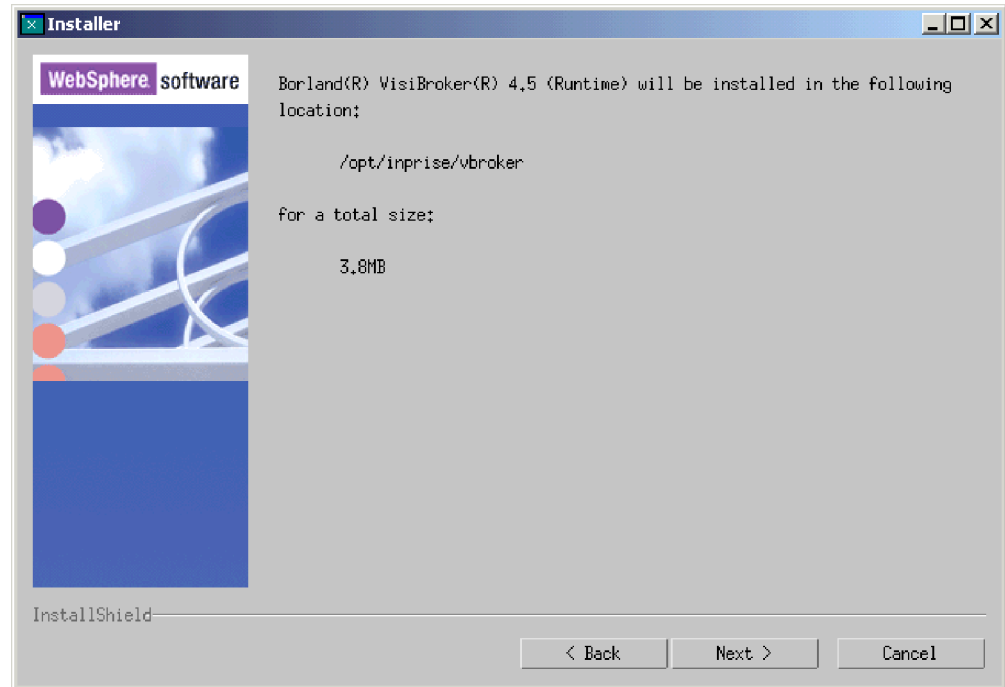 Installer
WebSphere software
Borland(R) VisiBroker(R) 4.5 (Runtime) will be installed in the following
location:
/opt/inprise/vbroker
for a total size:
3.8MB
InstallShield
< Back
Next >
Cancel